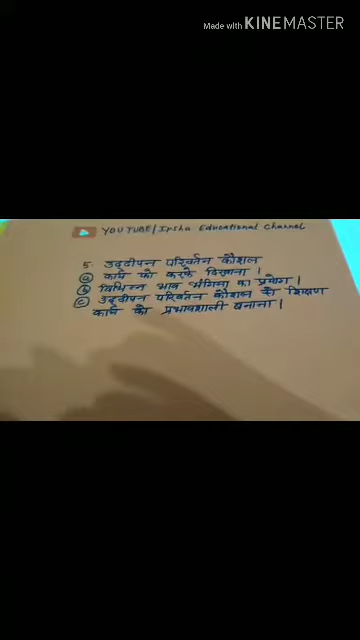 Made with KINEMASTER
YOUTUBE/Irsha Educational Channel
5. उद्दीपन परिवर्तन कौशल
(a) कार्य को करके दिखाना ।
(b) विभिन्न भाव भंगिमा का प्रयोग ।
(c) उद्दीपन परिवर्तन कौशल को शिक्षण
कार्य को प्रभावशाली बनाना ।